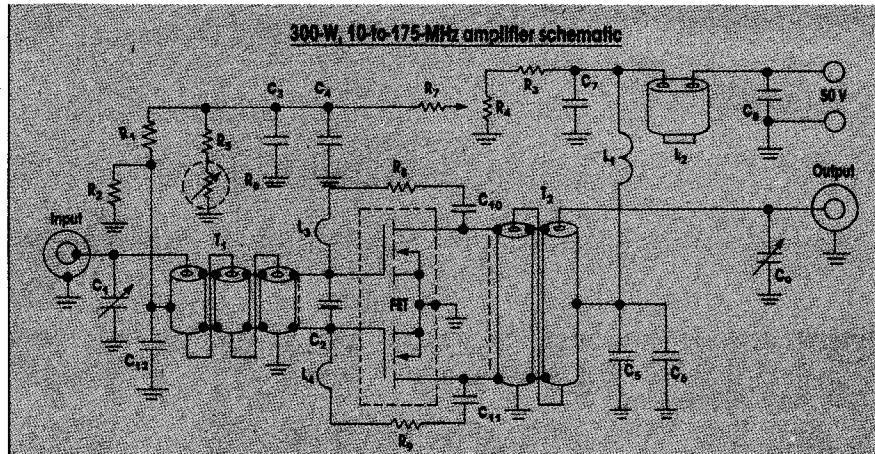 300-W, 10-to-175-MHz amplifier schematic
C3
C4
R7
R3
C7
R4
C8
50 V
R1
R5
L1
L2
R2
R6
R8
C10
T2
Output
Input
T1
L3
C1
FET
C9
C2
C12
L4
C5
C6
C11
R9